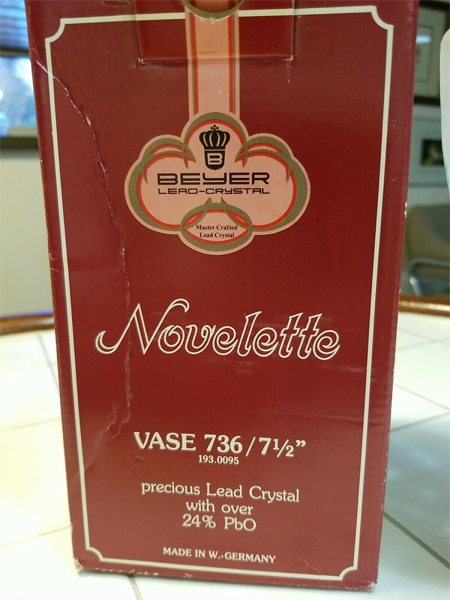 B
BEYER
LEAD-CRYSTAL
Master Crafted
Lead Crystal
Novelette
VASE 736/7½”
193.0095
precious Lead Crystal
with over
24% PbO
MADE IN W.-GERMANY